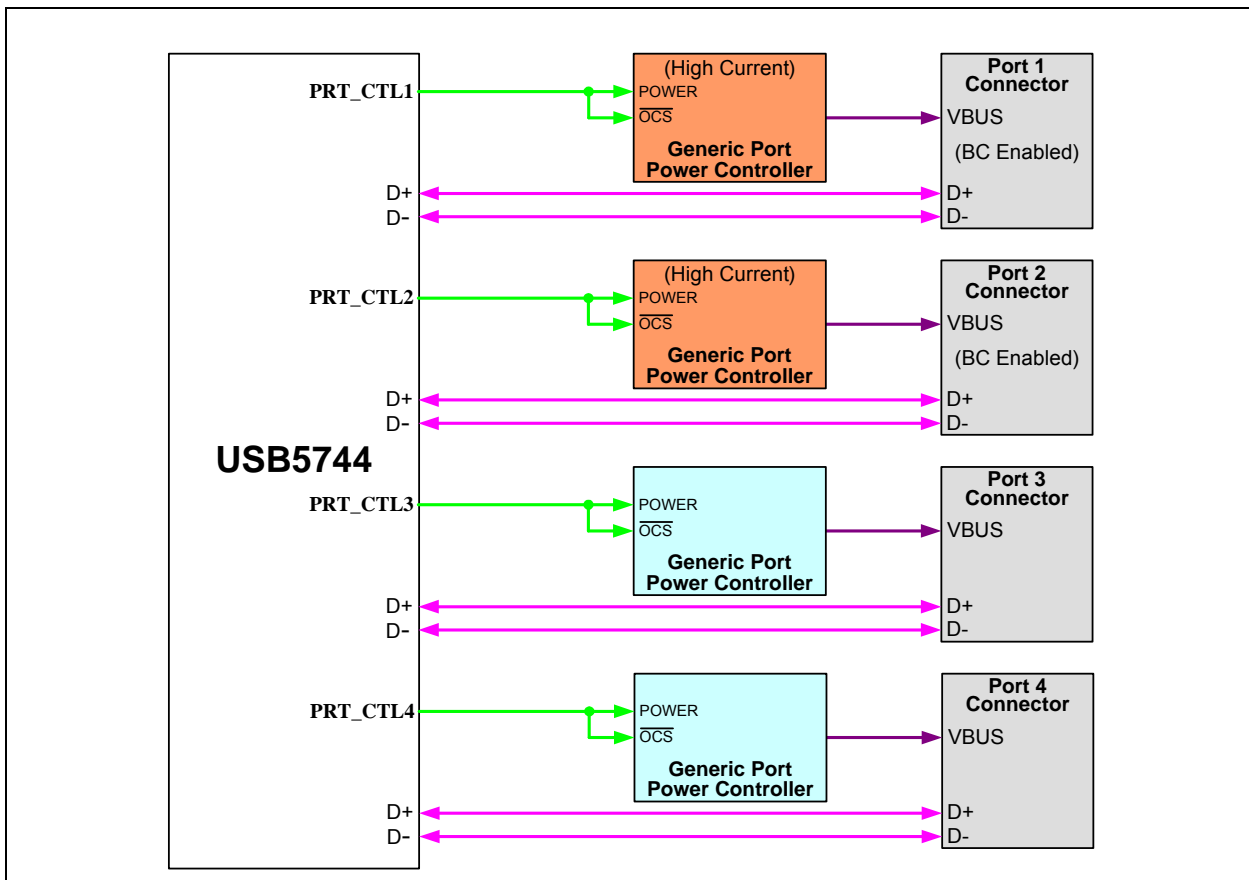 (High Current)
Port 1
Connector
PRT_CTL1
POWER
OCS
VBUS
Generic Port
Power Controller
(BC Enabled)
D+
D-
D+
D-
(High Current)
Port 2
Connector
PRT_CTL2
POWER
OCS
VBUS
Generic Port
Power Controller
(BC Enabled)
D+
D-
D+
D-
USB5744
Port 3
Connector
PRT_CTL3
POWER
OCS
VBUS
Generic Port
Power Controller
D+
D-
D+
D-
Port 4
Connector
PRT_CTL4
POWER
OCS
VBUS
Generic Port
Power Controller
D+
D-
D+
D-